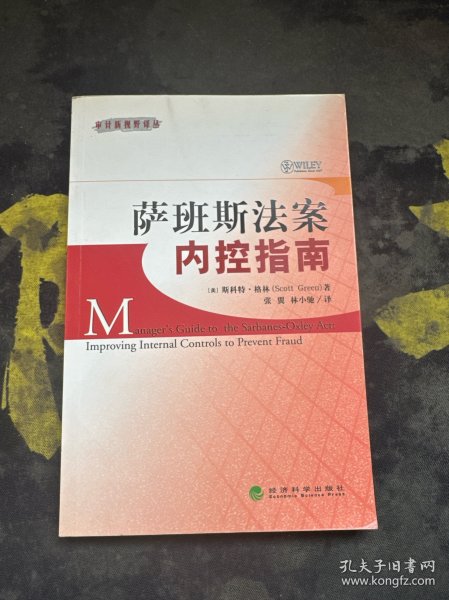 审计新视野译丛
WILEY
萨班斯法案
内控指南
[美] 斯科特·格林 (Scott Green) 著
张翼 林小驰/译
Manager's Guide to the Sarbanes-Oxley Act:
Improving Internal Controls to Prevent Fraud
经济科学出版社
Economic Science Press
孔夫子旧书网
www.kongfz.com